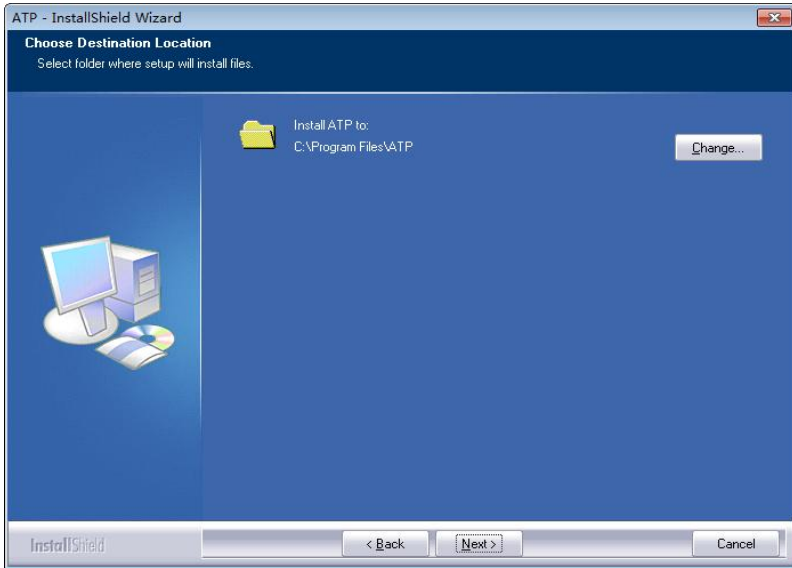 ATP - InstallShield Wizard
Choose Destination Location
Select folder where setup will install files.
Install ATP to:
C:\Program Files\ATP
Change...
InstallShield
< Back
Next >
Cancel